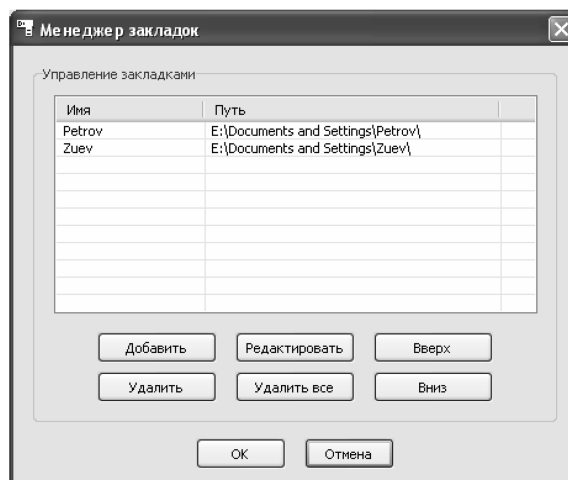 Менеджер закладок
Управление закладками
Имя Путь
Petrov E:\Documents and Settings\Petrov\
Zuev E:\Documents and Settings\Zuev\
Добавить Редактировать Вверх
Удалить Удалить все Вниз
OK Отмена